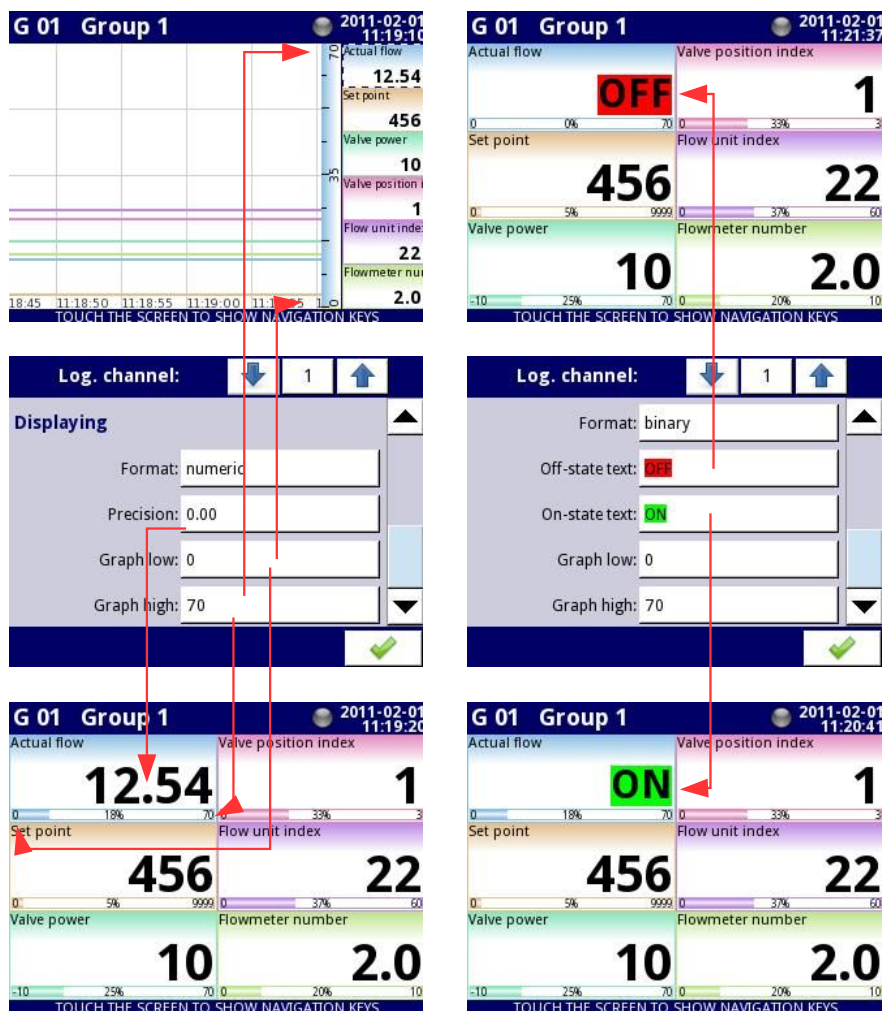 G 01 Group 1
2011-02-01
11:19:10
70
35
0
Actual flow
12.54
Set point
456
Valve power
10
Valve position i
1
Flow unit inde
22
Flowmeter nu
2.0
18:45 11:18:50 11:18:55 11:19:00
TOUCH THE SCREEN TO SHOW NAVIGATION KEYS
G 01 Group 1
2011-02-01
11:21:37
Actual flow
OFF
0 0% 70
Valve position index
1
0 33% 3
Set point
456
0 5% 9999
Flow unit index
22
0 37% 60
Valve power
10
-10 25% 70
Flowmeter number
2.0
0 20% 10
TOUCH THE SCREEN TO SHOW NAVIGATION KEYS
Log. channel: 1
Displaying
Format: numeric
Precision: 0.00
Graph low: 0
Graph high: 70
Log. channel: 1
Format: binary
Off-state text: OFF
On-state text: ON
Graph low: 0
Graph high: 70
G 01 Group 1
2011-02-01
11:19:20
Actual flow
12.54
0 18% 70
Valve position index
1
0 33% 3
Set point
456
0 5% 9999
Flow unit index
22
0 37% 60
Valve power
10
-10 25% 70
Flowmeter number
2.0
0 20% 10
TOUCH THE SCREEN TO SHOW NAVIGATION KEYS
G 01 Group 1
2011-02-01
11:20:41
Actual flow
ON
0 18% 70
Valve position index
1
0 33% 3
Set point
456
0 5% 9999
Flow unit index
22
0 37% 60
Valve power
10
-10 25% 70
Flowmeter number
2.0
0 20% 10
TOUCH THE SCREEN TO SHOW NAVIGATION KEYS